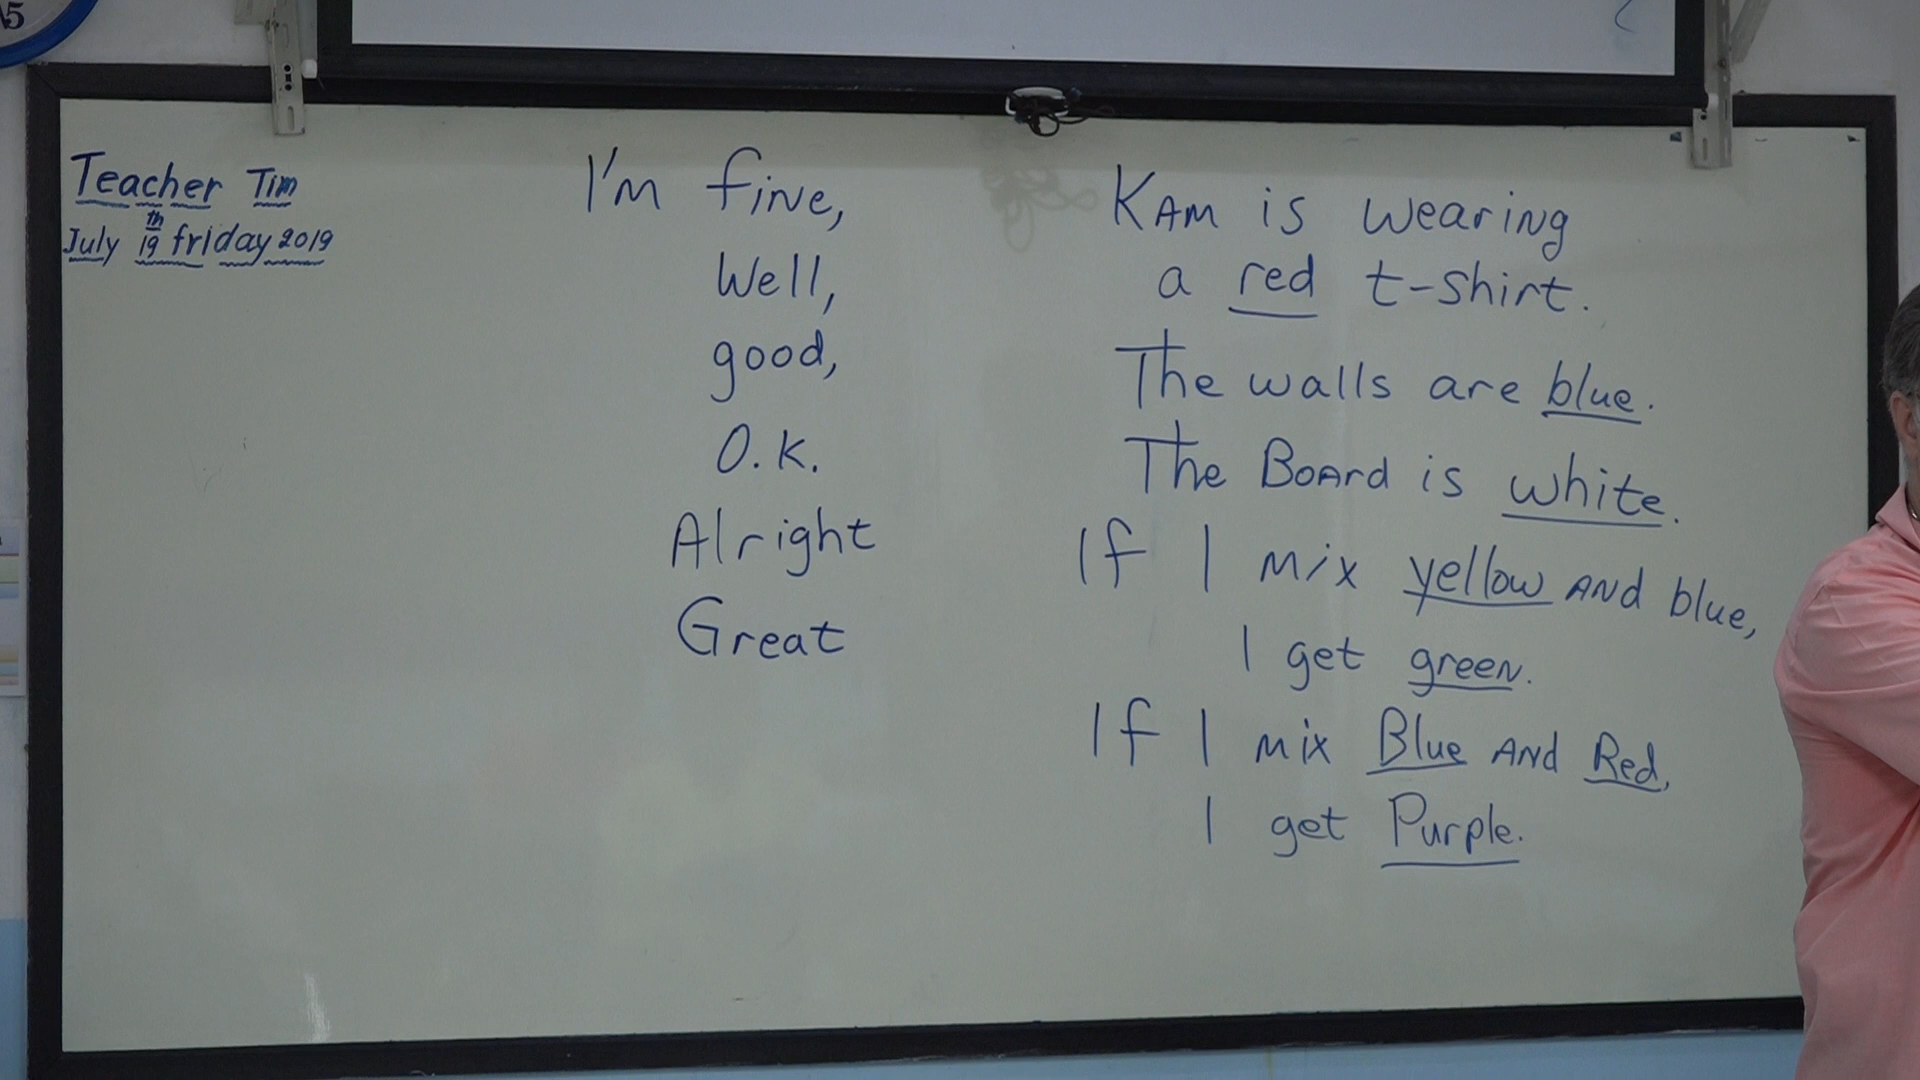 Teacher Tim
July 19th friday 2019
I'm fine,
Well,
good,
O.K.
Alright
Great
KAM is wearing
a red t-shirt.
The walls are blue.
The BoArd is white.
If I mix yellow ANd blue,
I get green.
If I mix Blue ANd Red,
I get Purple.